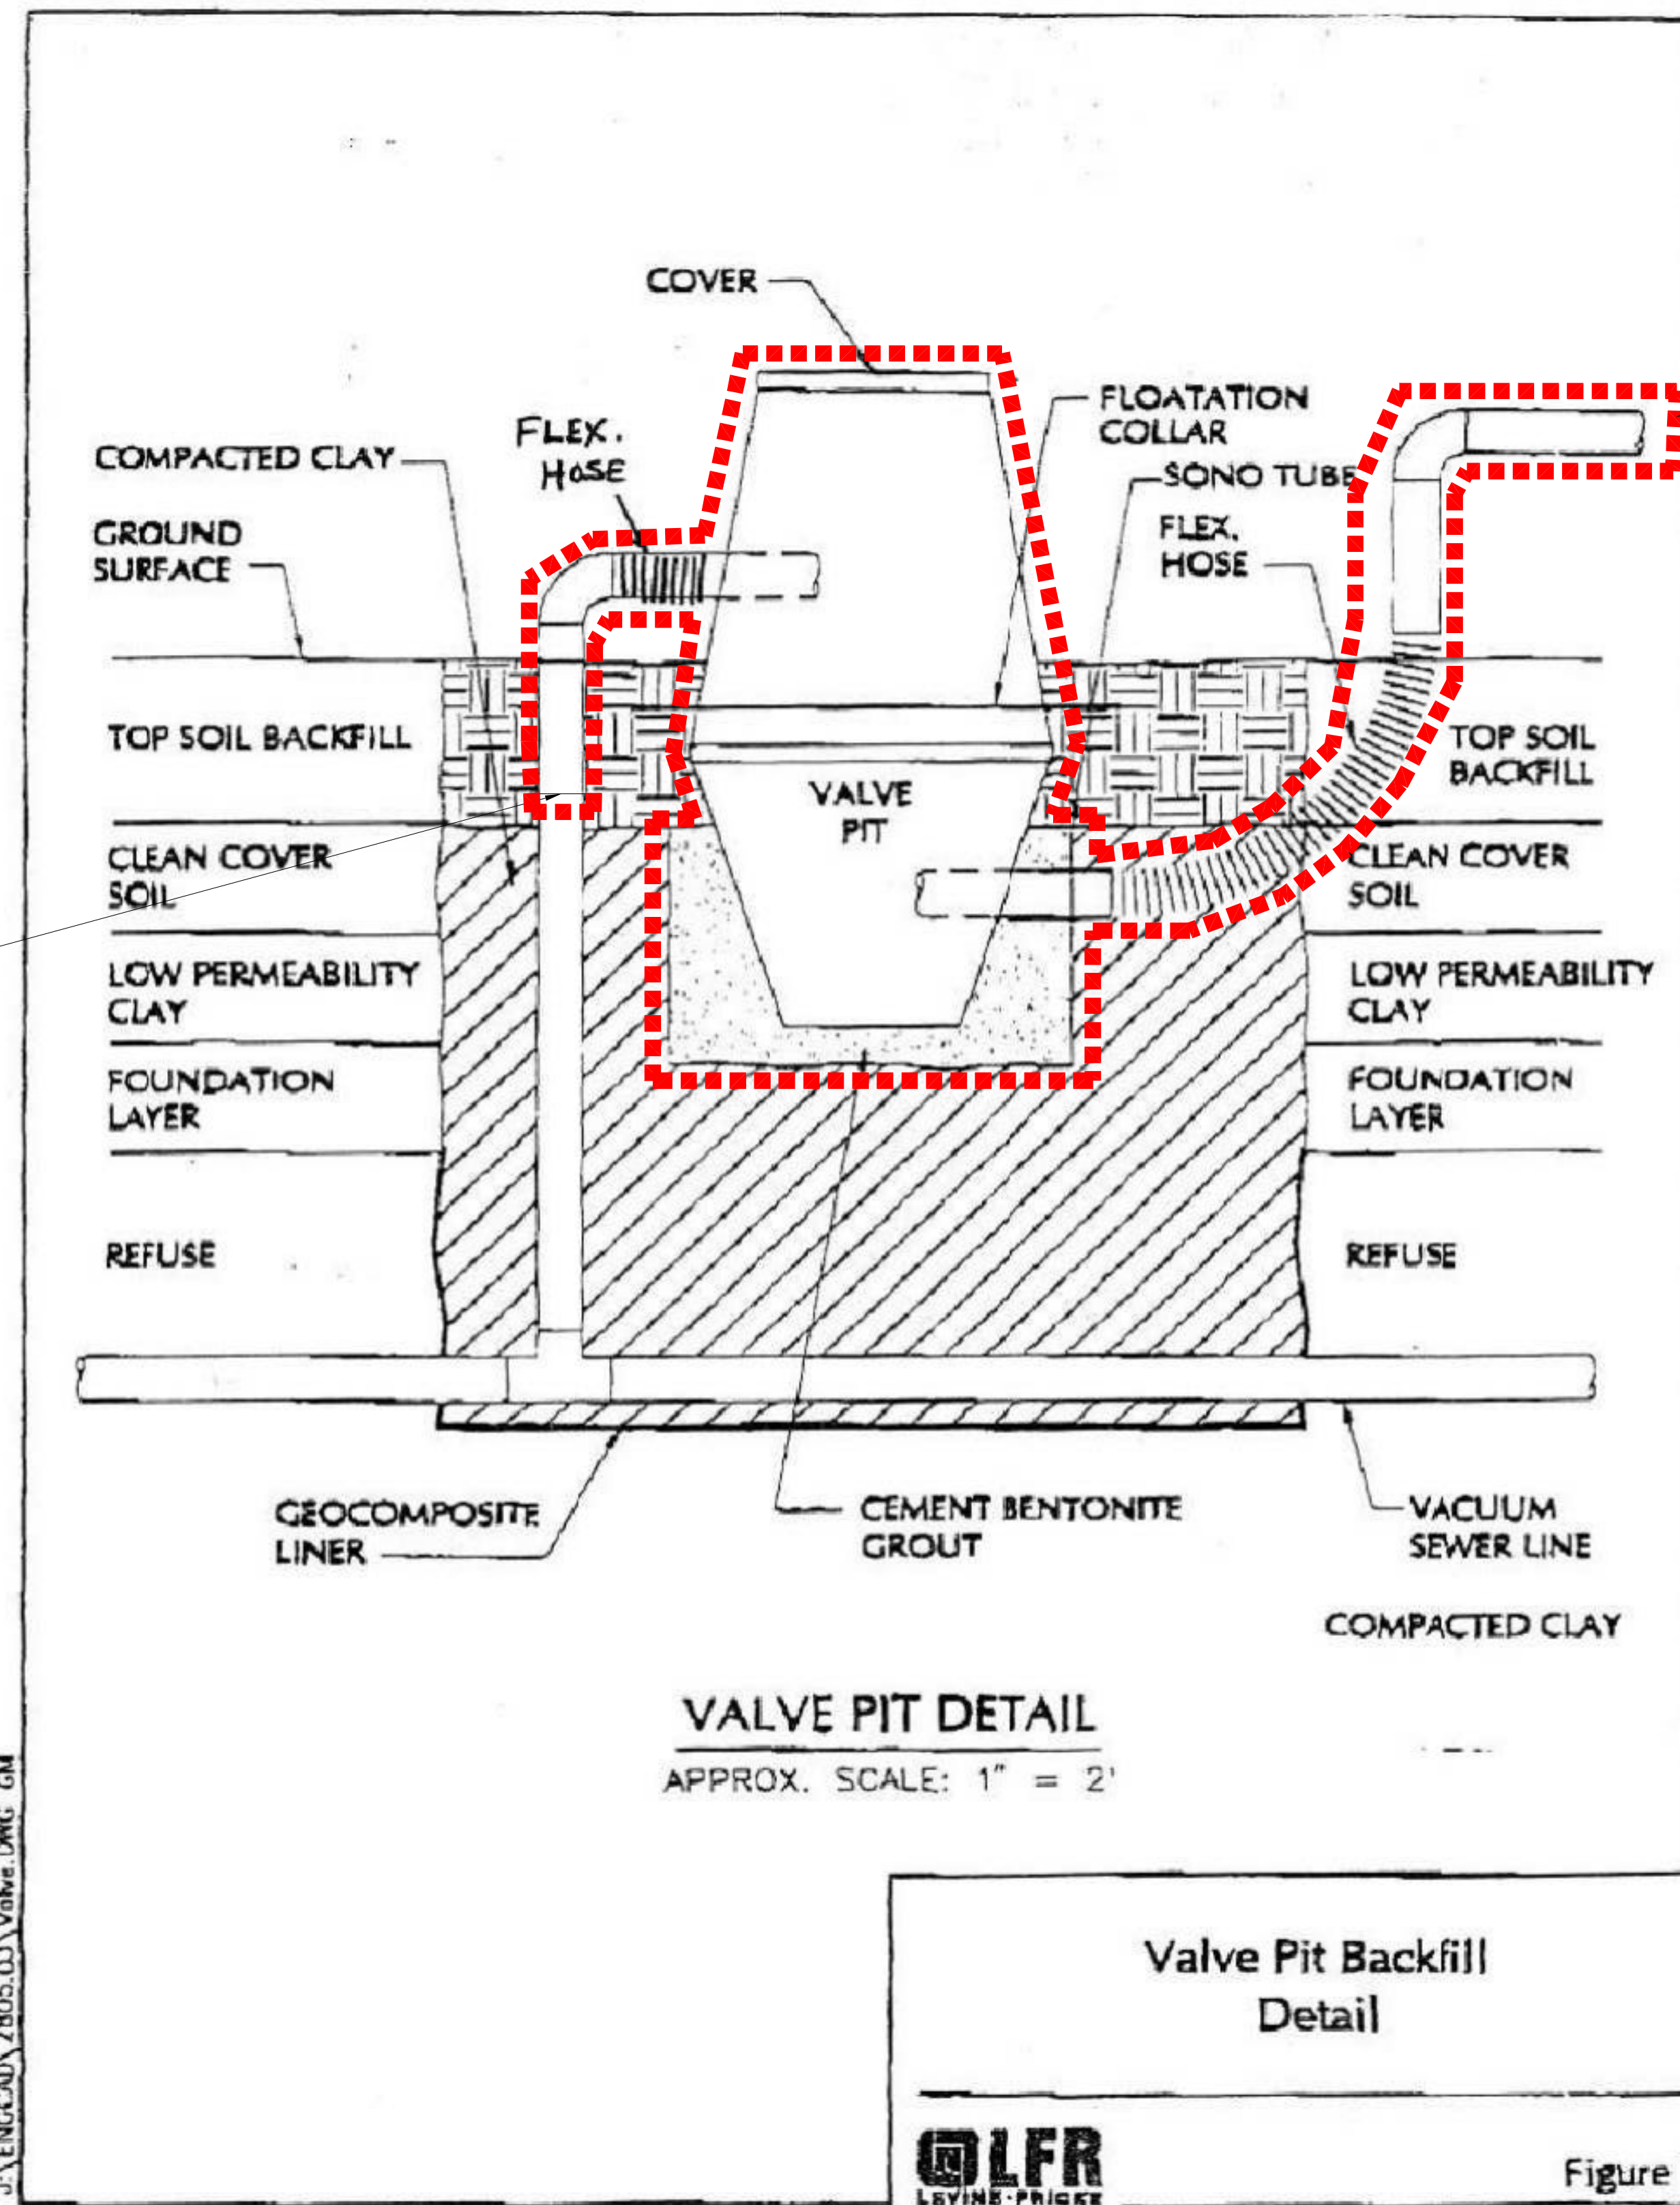 COVER
FLOATATION
COLLAR
FLEX.
HOSE
COMPACTED CLAY
SONO TUBE
GROUND
SURFACE
FLEX.
HOSE
TOP SOIL BACKFILL
VALVE
PIT
TOP SOIL
BACKFILL
CLEAN COVER
SOIL
CLEAN COVER
SOIL
LOW PERMEABILITY
CLAY
LOW PERMEABILITY
CLAY
FOUNDATION
LAYER
FOUNDATION
LAYER
REFUSE
REFUSE
GEOCOMPOSITE
LINER
CEMENT BENTONITE
GROUT
VACUUM
SEWER LINE
COMPACTED CLAY
VALVE PIT DETAIL
APPROX. SCALE: 1" = 2'
Valve Pit Backfill
Detail
LFR
LEVINE·FRICKE
Figure